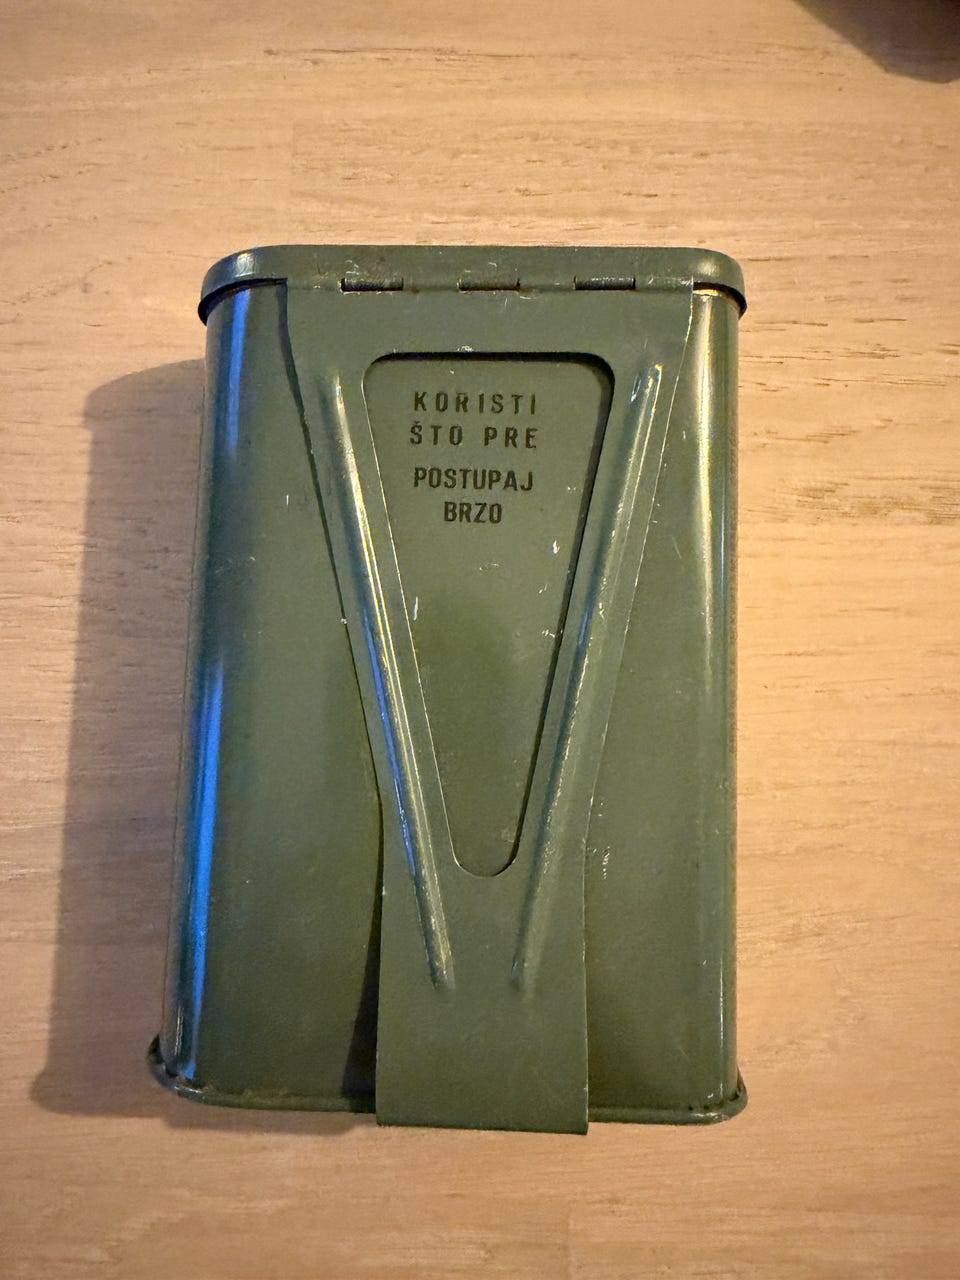 KORISTI
ŠTO PRE
POSTUPAJ
BRZO